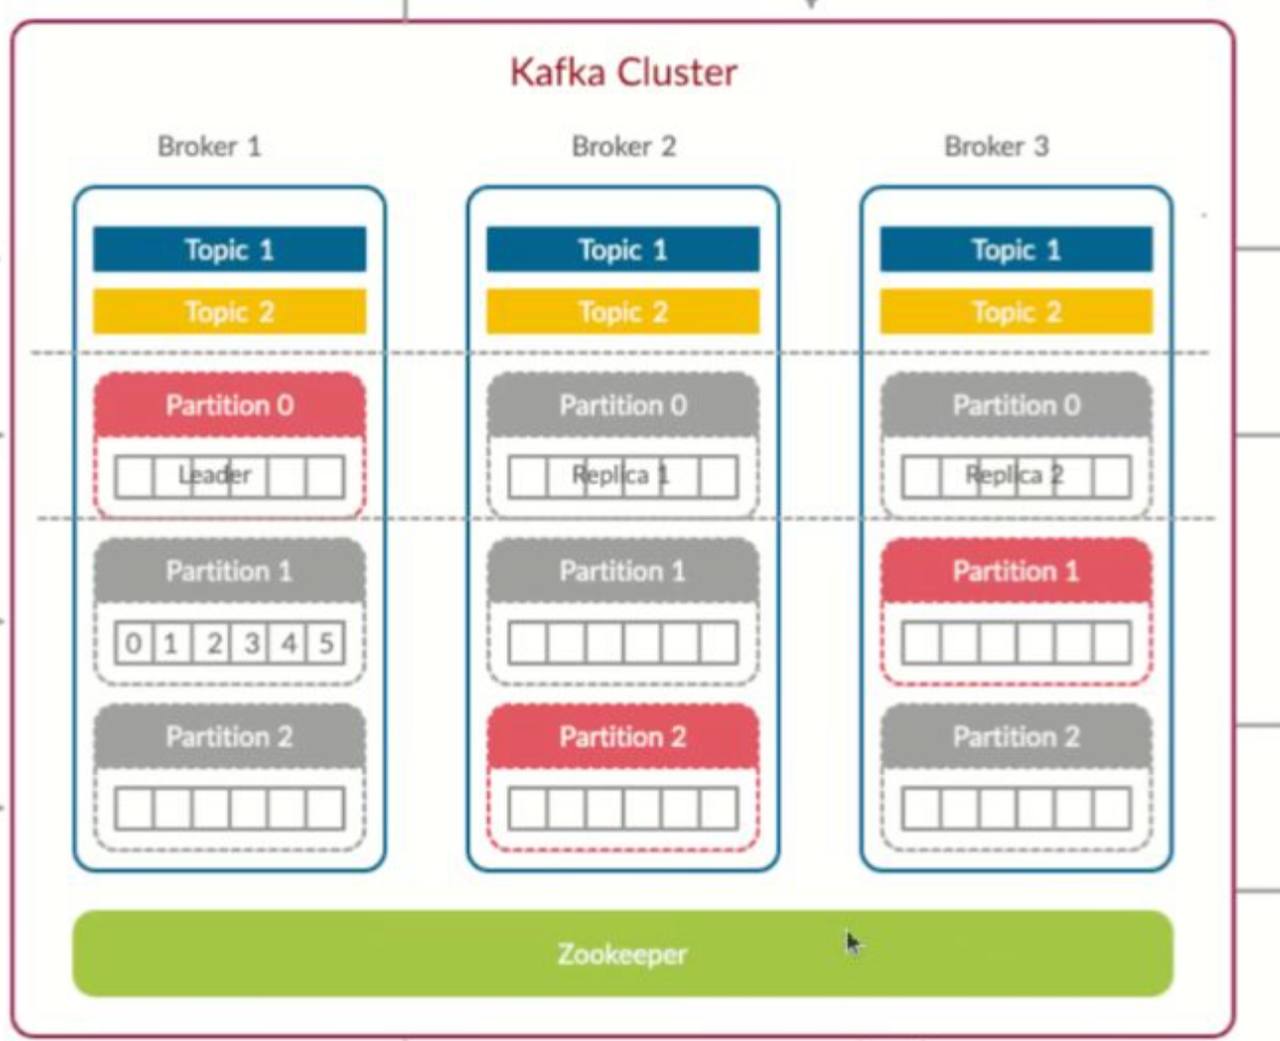 Kafka Cluster
Broker 1
Broker 2
Broker 3
Topic 1
Topic 1
Topic 1
Topic 2
Topic 2
Topic 2
Partition 0
Partition 0
Partition 0
Leader
Replica 1
Replica 2
Partition 1
Partition 1
Partition 1
0 1 2 3 4 5
Partition 2
Partition 2
Partition 2
Zookeeper